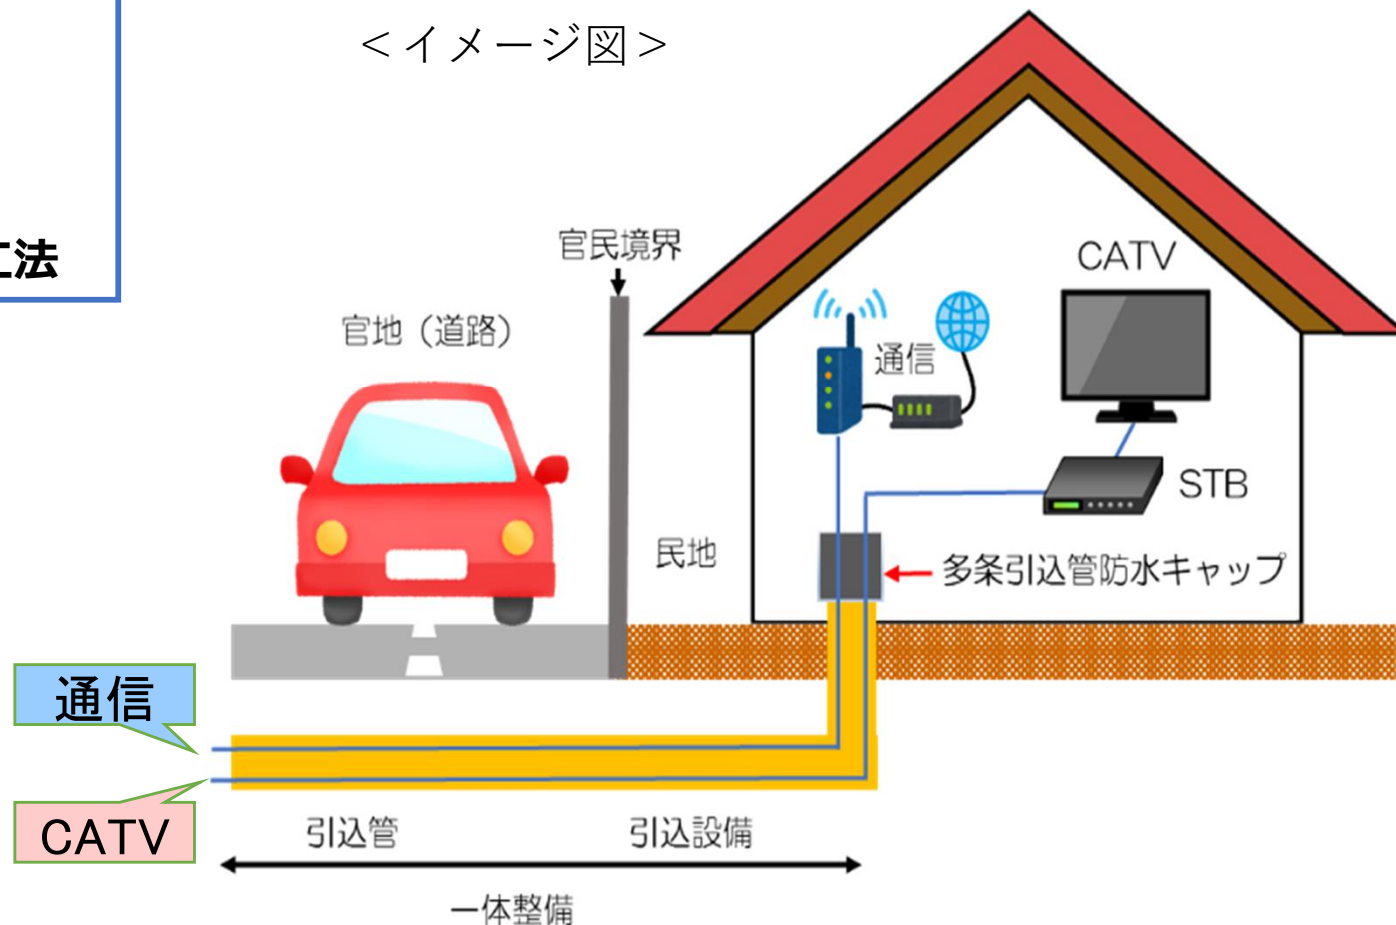 ＜イメージ図＞
工法
官民境界
官地（道路）
CATV
通信
STB
民地
多条引込管防水キャップ
通信
CATV
引込管
引込設備
一体整備